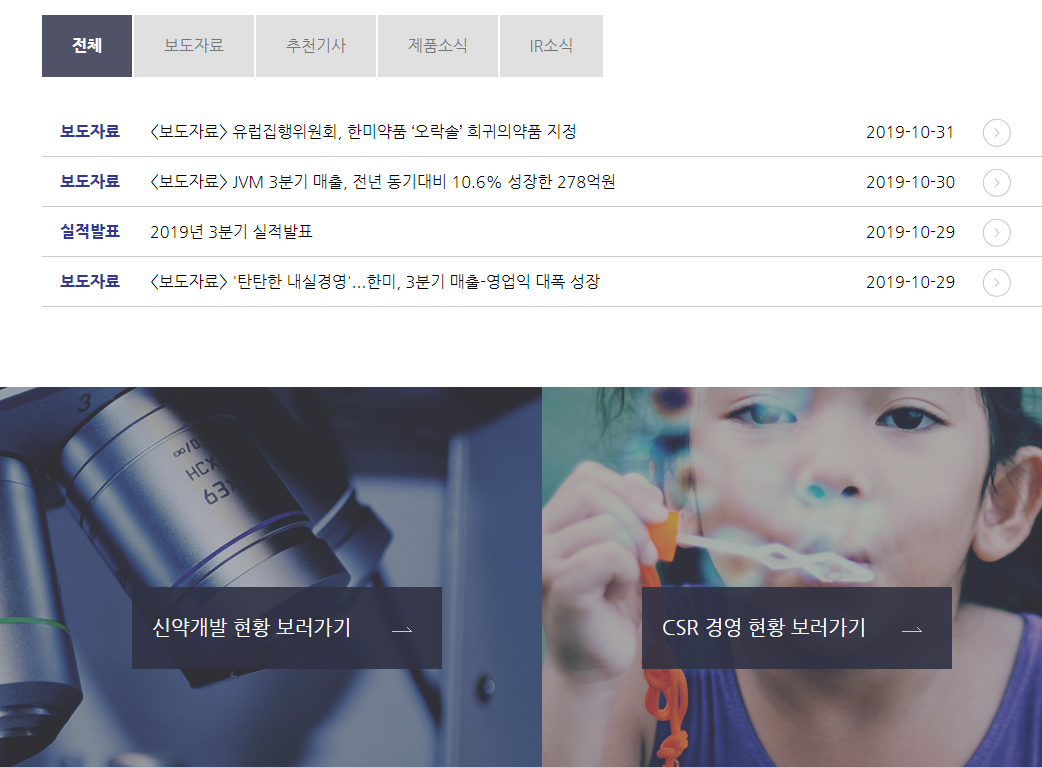 전체 보도자료 추천기사 제품소식 IR소식
보도자료 <보도자료> 유럽집행위원회, 한미약품 ‘오락솔’ 희귀의약품 지정 2019-10-31
보도자료 <보도자료> JVM 3분기 매출, 전년 동기대비 10.6% 성장한 278억원 2019-10-30
실적발표 2019년 3분기 실적발표 2019-10-29
보도자료 <보도자료> '탄탄한 내실경영'...한미, 3분기 매출-영업익 대폭 성장 2019-10-29
3
∞/0.
HCX
63x
신약개발 현황 보러가기
CSR 경영 현황 보러가기